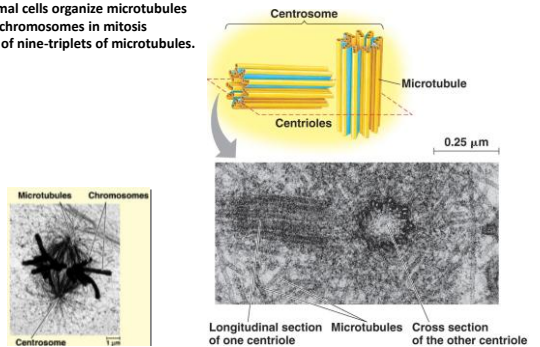 mal cells organize microtubules
chromosomes in mitosis
of nine-triplets of microtubules.
Centrosome
Microtubule
Centrioles
0.25 µm
Microtubules Chromosomes
Centrosome
1 µm
Longitudinal section
of one centriole
Microtubules
Cross section
of the other centriole